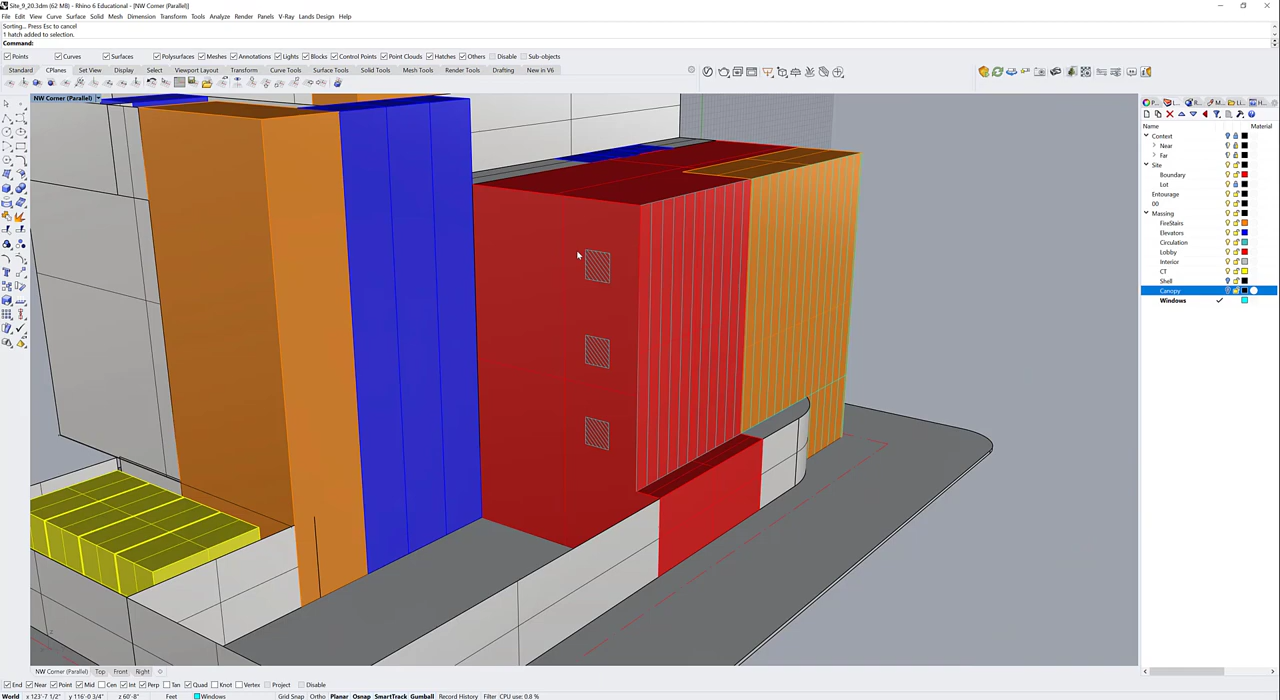 Site_9_20.3dm (62 MB) - Rhino 6 Educational - [NW Corner (Parallel)]
File Edit View Curve Surface Solid Mesh Dimension Transform Tools Analyze Render Panels V-Ray Lands Design Help
Sorting... Press Esc to cancel
1 hatch added to selection.
Command:
Points Curves Surfaces Polysurfaces Meshes Annotations Lights Blocks Control Points Point Clouds Hatches Others Disable Sub-objects
Standard CPlanes Set View Display Select Viewport Layout Transform Curve Tools Surface Tools Solid Tools Mesh Tools Render Tools Drafting New in V6
NW Corner (Parallel)
Name Material
Context
Near
Far
Site
Boundary
Lot
Entourage
00
Massing
FireStairs
Elevators
Circulation
Lobby
Interior
CT
Shell
Canopy
Windows
NW Corner (Parallel) Top Front Right
End Near Point Mid Cen Int Perp Tan Quad Knot Vertex Project Disable
World x 123'-7 1/2" y 116'-0 3/4" z 60'-8" Feet Windows Grid Snap Ortho Planar Osnap SmartTrack Gumball Record History Filter CPU use: 0.8 %